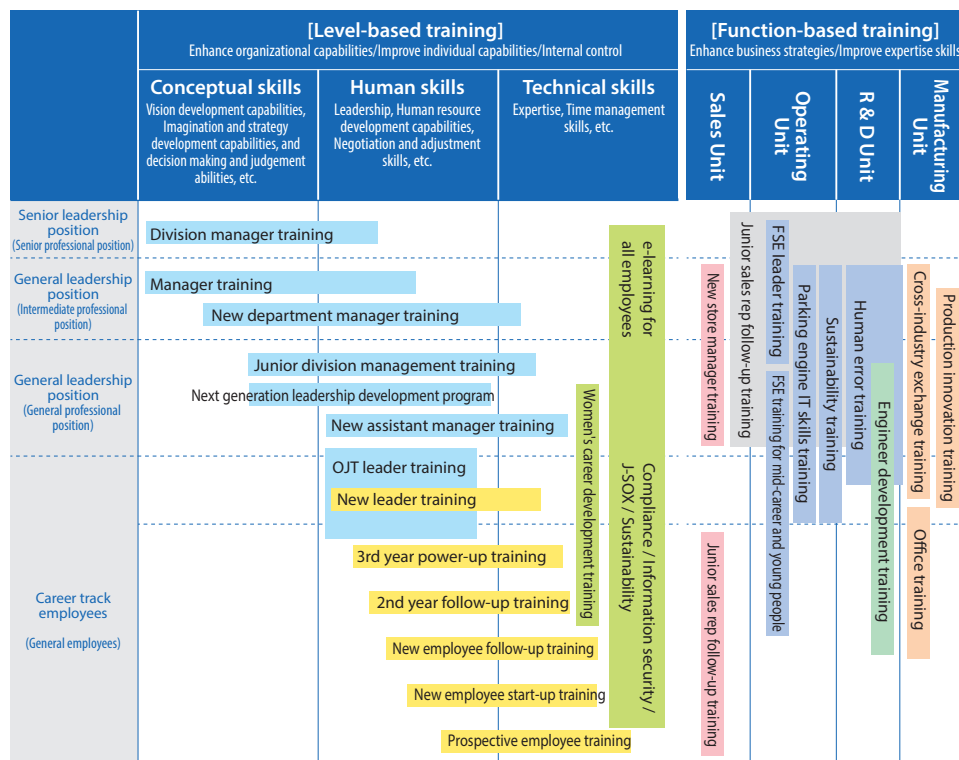 [Level-based training]
Enhance organizational capabilities/Improve individual capabilities/Internal control
[Function-based training]
Enhance business strategies/Improve expertise skills
Conceptual skills
Vision development capabilities,
Imagination and strategy
development capabilities, and
decision making and judgement
abilities, etc.
Human skills
Leadership, Human resource
development capabilities,
Negotiation and adjustment
skills, etc.
Technical skills
Expertise, Time management
skills, etc.
Sales Unit
Operating
Unit
R & D Unit
Manufacturing
Unit
Senior leadership
position
(Senior professional position)
General leadership
position
(Intermediate professional
position)
General leadership
position
(General professional
position)
Career track
employees
(General employees)
Division manager training
Manager training
New department manager training
Junior division management training
Next generation leadership development program
New assistant manager training
OJT leader training
New leader training
3rd year power-up training
2nd year follow-up training
New employee follow-up training
New employee start-up training
Prospective employee training
Women's career development training
e-learning for
all employees
Compliance / Information security /
J-SOX / Sustainability
New store manager training
Junior sales rep follow-up training
Junior sales rep follow-up training
FSE leader training
FSE training for mid-career and young people
Parking engine IT skills training
Sustainability training
Human error training
Engineer development training
Cross-industry exchange training
Office training
Production innovation training